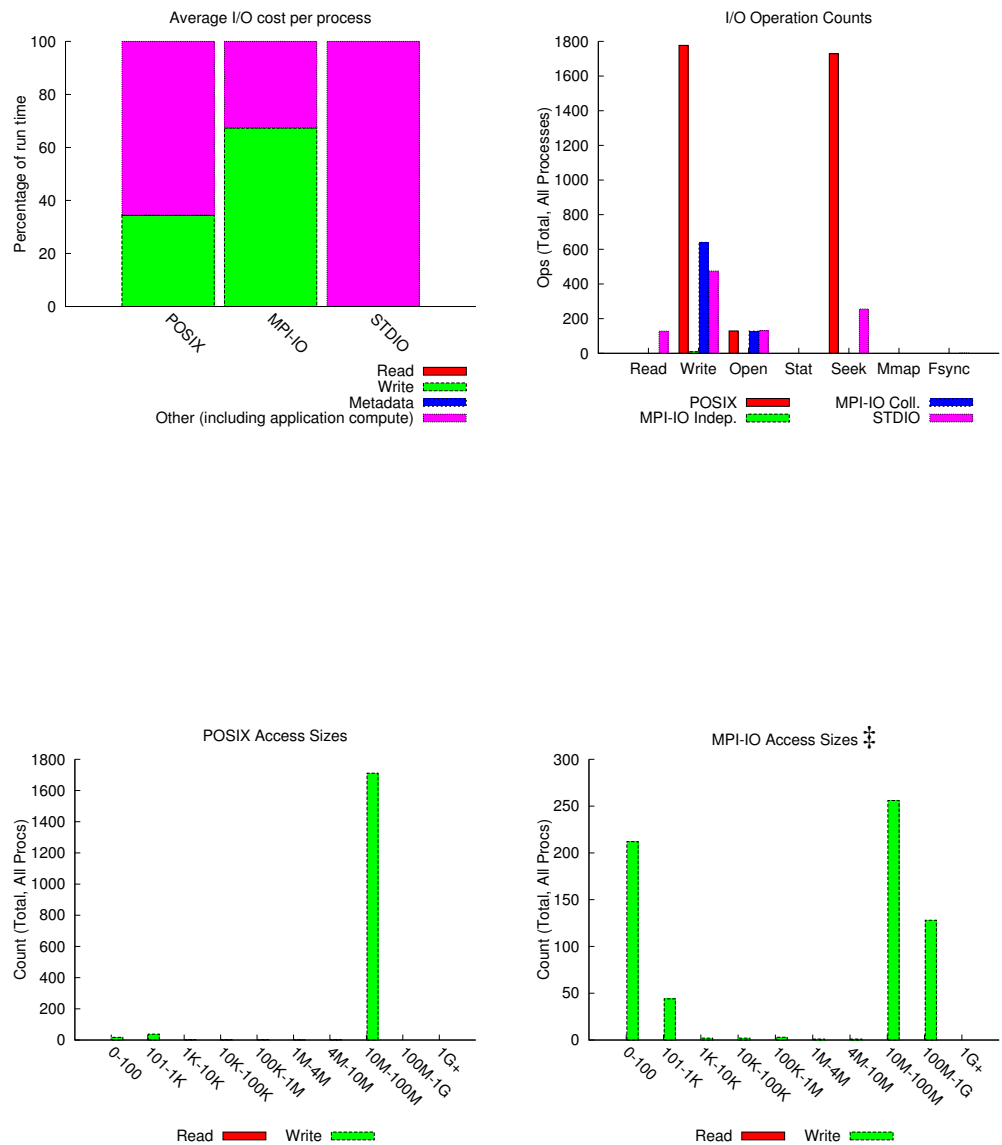 Average I/O cost per process
100
80
60
40
20
0
Percentage of run time
POSIX
MPI-IO
STDIO
Read
Write
Metadata
Other (including application compute)
I/O Operation Counts
1800
1600
1400
1200
1000
800
600
400
200
0
Ops (Total, All Processes)
Read Write Open Stat Seek Mmap Fsync
POSIX
MPI-IO Indep.
MPI-IO Coll.
STDIO
POSIX Access Sizes
1800
1600
1400
1200
1000
800
600
400
200
0
Count (Total, All Procs)
0-100
101-1K
1K-10K
10K-100K
100K-1M
1M-4M
4M-10M
10M-100M
100M-1G
1G+
Read Write
MPI-IO Access Sizes ‡
300
250
200
150
100
50
0
Count (Total, All Procs)
0-100
101-1K
1K-10K
10K-100K
100K-1M
1M-4M
4M-10M
10M-100M
100M-1G
1G+
Read Write